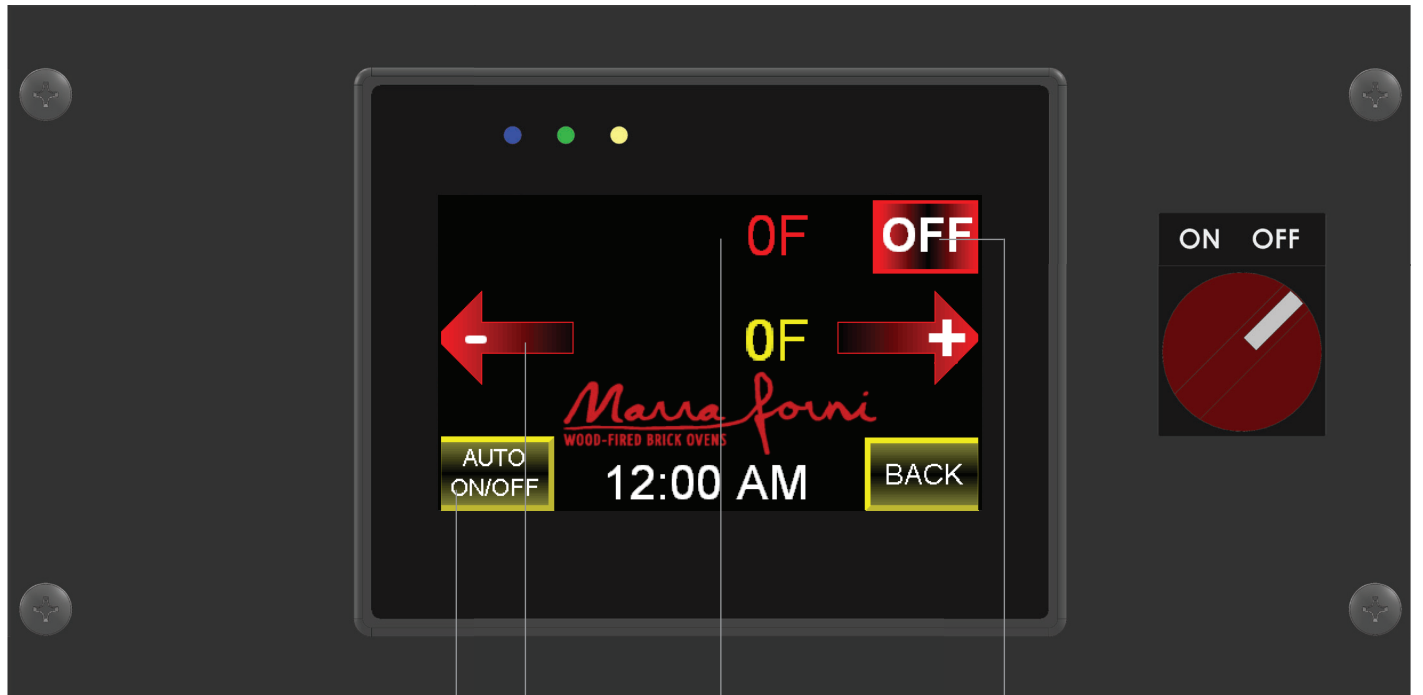 0F OFF
ON OFF
-
0F
+
Marra forni
WOOD-FIRED BRICK OVENS
AUTO
ON/OFF
12:00 AM
BACK